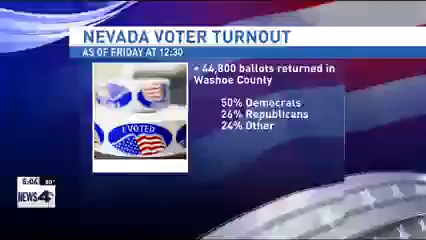 NEVADA VOTER TURNOUT
AS OF FRIDAY AT 12:30
• 44,800 ballots returned in
Washoe County
50% Democrats
26% Republicans
24% Other
I VOTED
5:04 80°
NEWS 4